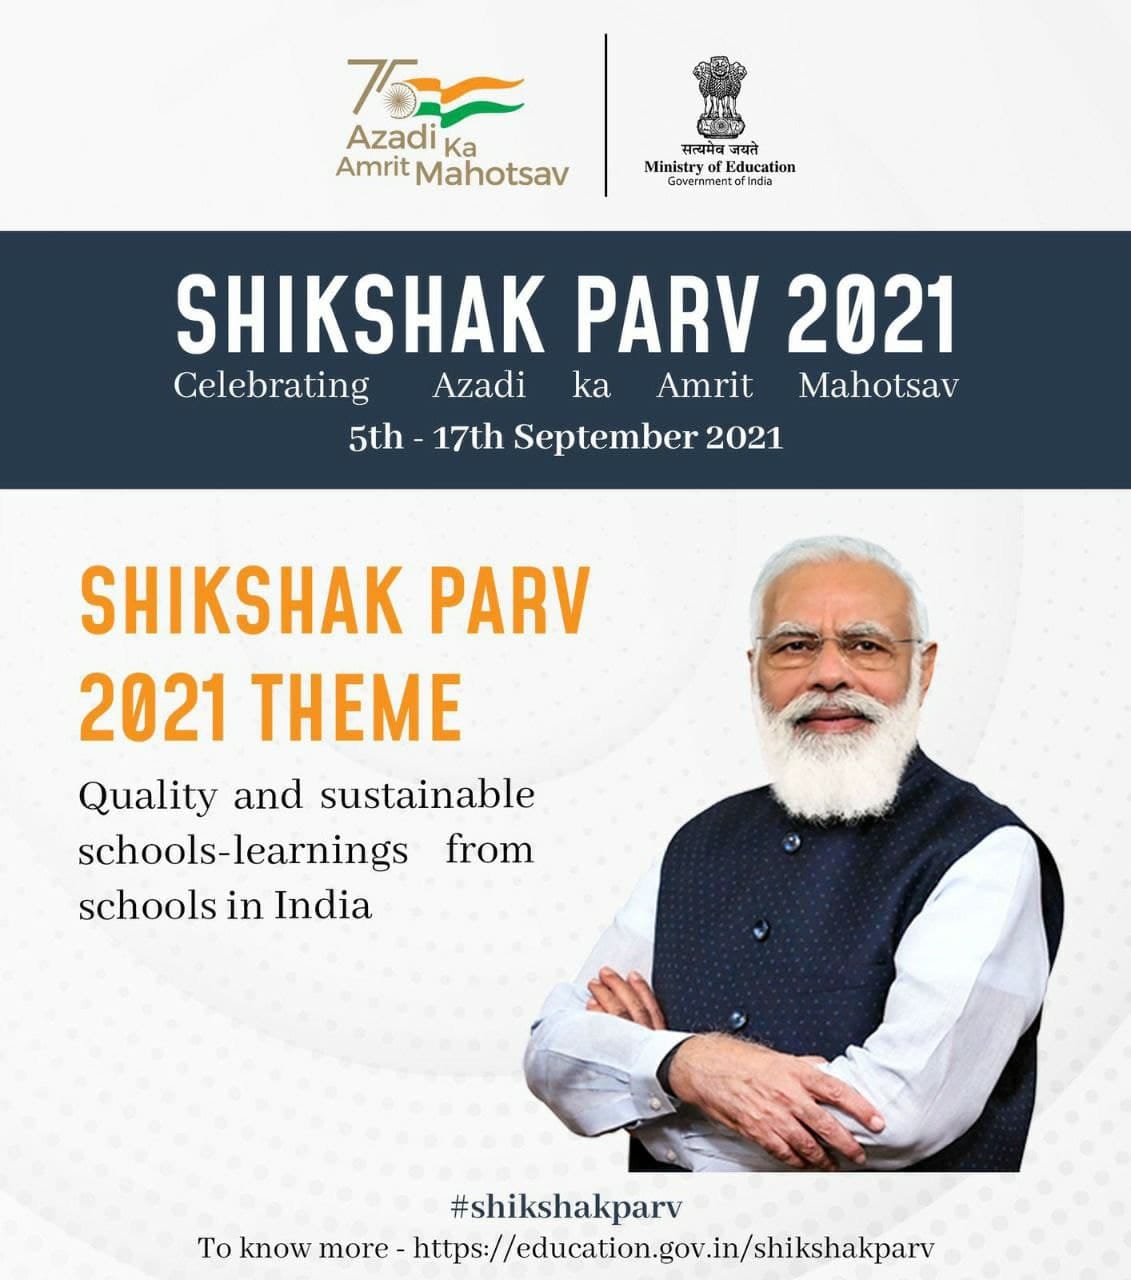 75
Azadi Ka
Amrit Mahotsav
सत्यमेव जयते
Ministry of Education
Government of India
SHIKSHAK PARV 2021
Celebrating Azadi ka Amrit Mahotsav
5th - 17th September 2021
SHIKSHAK PARV
2021 THEME
Quality and sustainable
schools-learnings from
schools in India
#shikshakparv
To know more - https://education.gov.in/shikshakparv